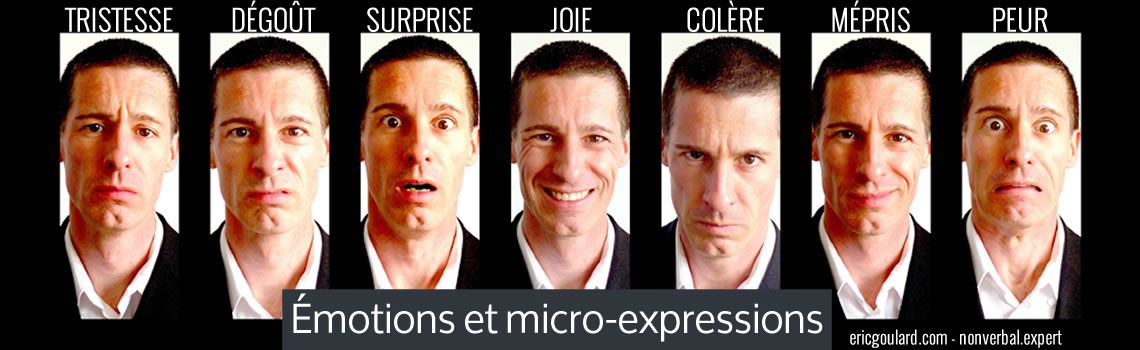 TRISTESSE DÉGOÛT SURPRISE JOIE COLÈRE MÉPRIS PEUR
Émotions et micro-expressions
ericgoulard.com - nonverbal.expert